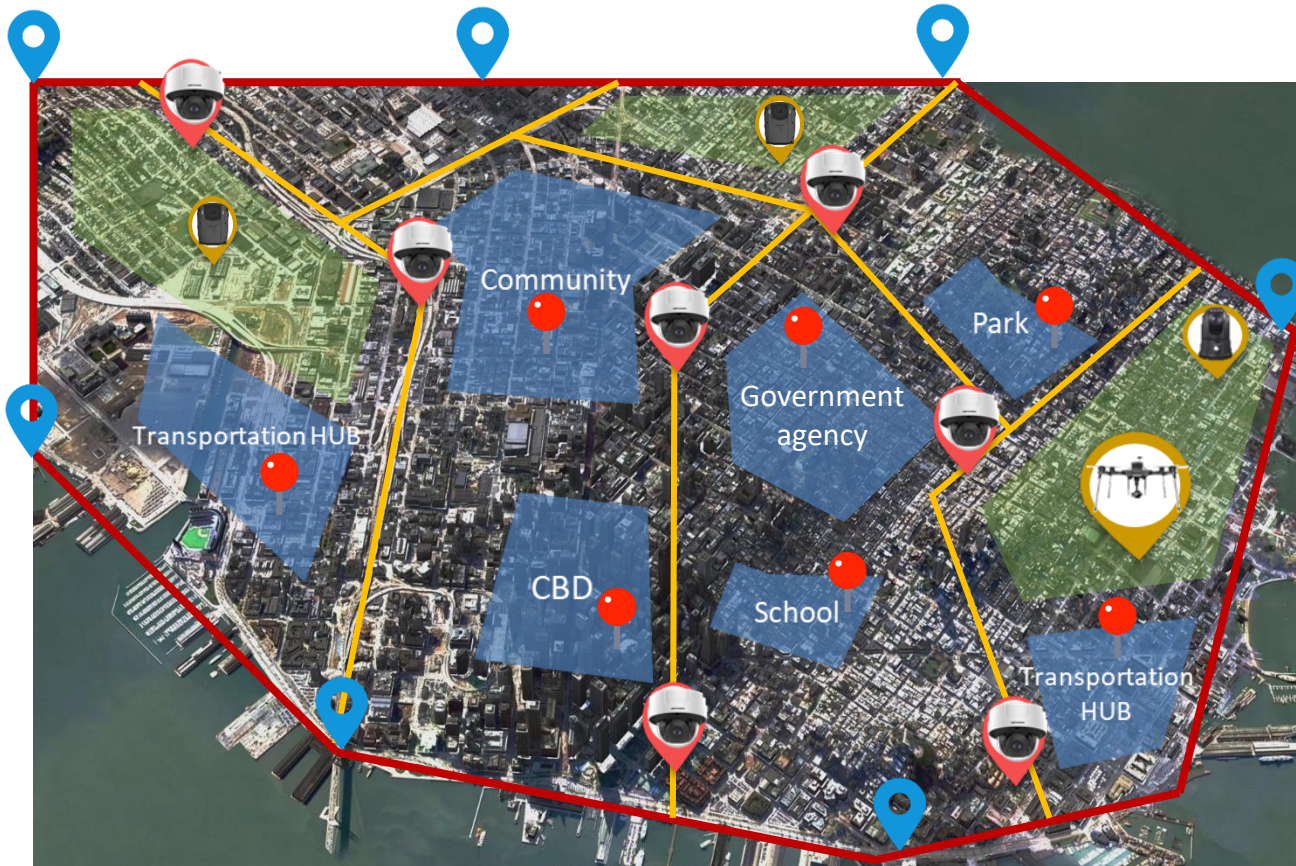 Community
Park
Government
agency
Transportation HUB
CBD
School
Transportation
HUB